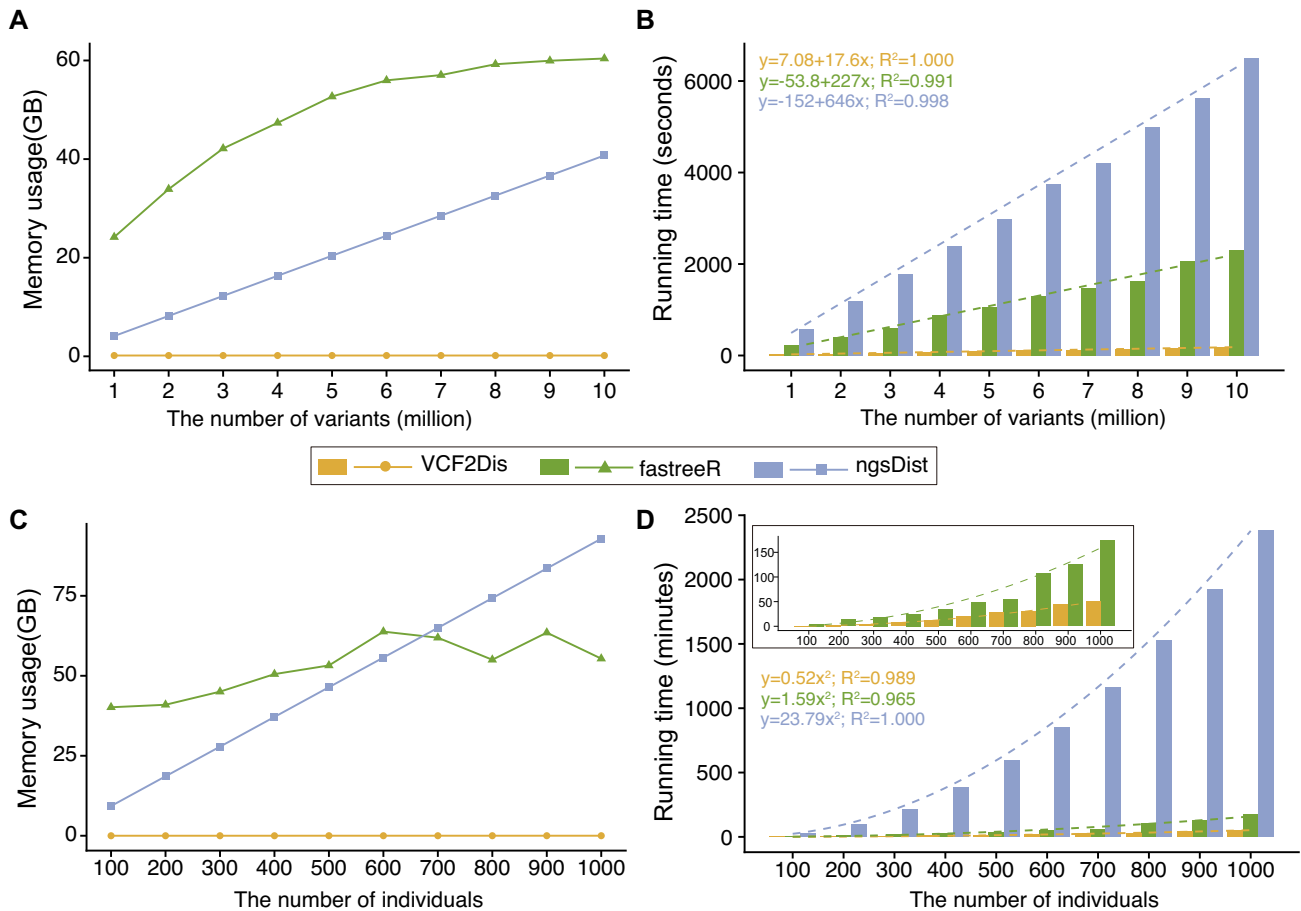 A
Memory usage(GB)
60
40
20
0
1 2 3 4 5 6 7 8 9 10
The number of variants (million)
B
Running time (seconds)
y=7.08+17.6x; R²=1.000
y=-53.8+227x; R²=0.991
y=-152+646x; R²=0.998
6000
4000
2000
0
1 2 3 4 5 6 7 8 9 10
The number of variants (million)
VCF2Dis fastreeR ngsDist
C
Memory usage(GB)
75
50
25
0
100 200 300 400 500 600 700 800 900 1000
The number of individuals
D
Running time (minutes)
2500
2000
1500
1000
500
0
150
100
50
0
100 200 300 400 500 600 700 800 900 1000
y=0.52x²; R²=0.989
y=1.59x²; R²=0.965
y=23.79x²; R²=1.000
100 200 300 400 500 600 700 800 900 1000
The number of individuals